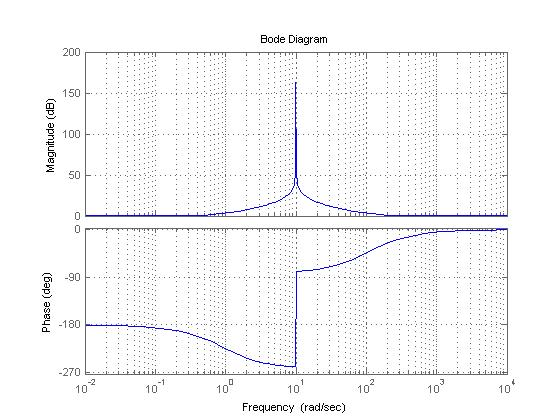 Bode Diagram
Magnitude (dB)
200
150
100
50
0
Phase (deg)
0
-90
-180
-270
10^-2 10^-1 10^0 10^1 10^2 10^3 10^4
Frequency (rad/sec)